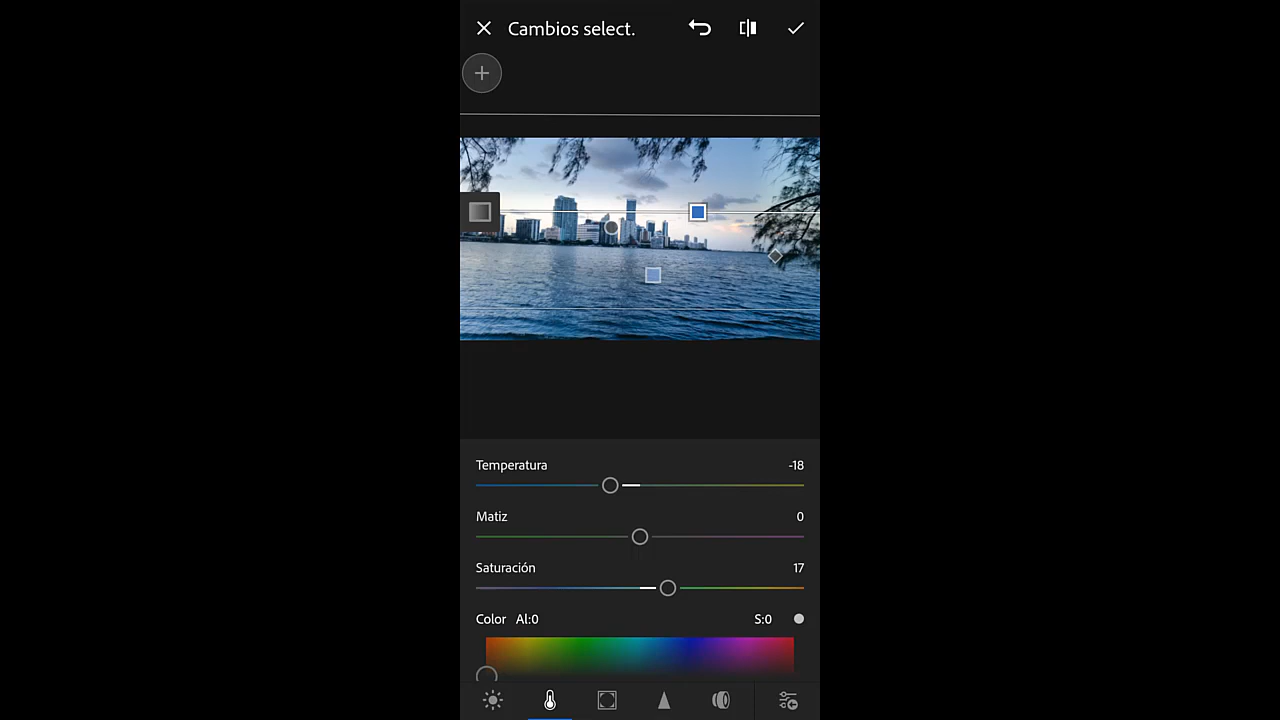 Cambios select.
Temperatura -18
Matiz 0
Saturación 17
Color Al:0 S:0